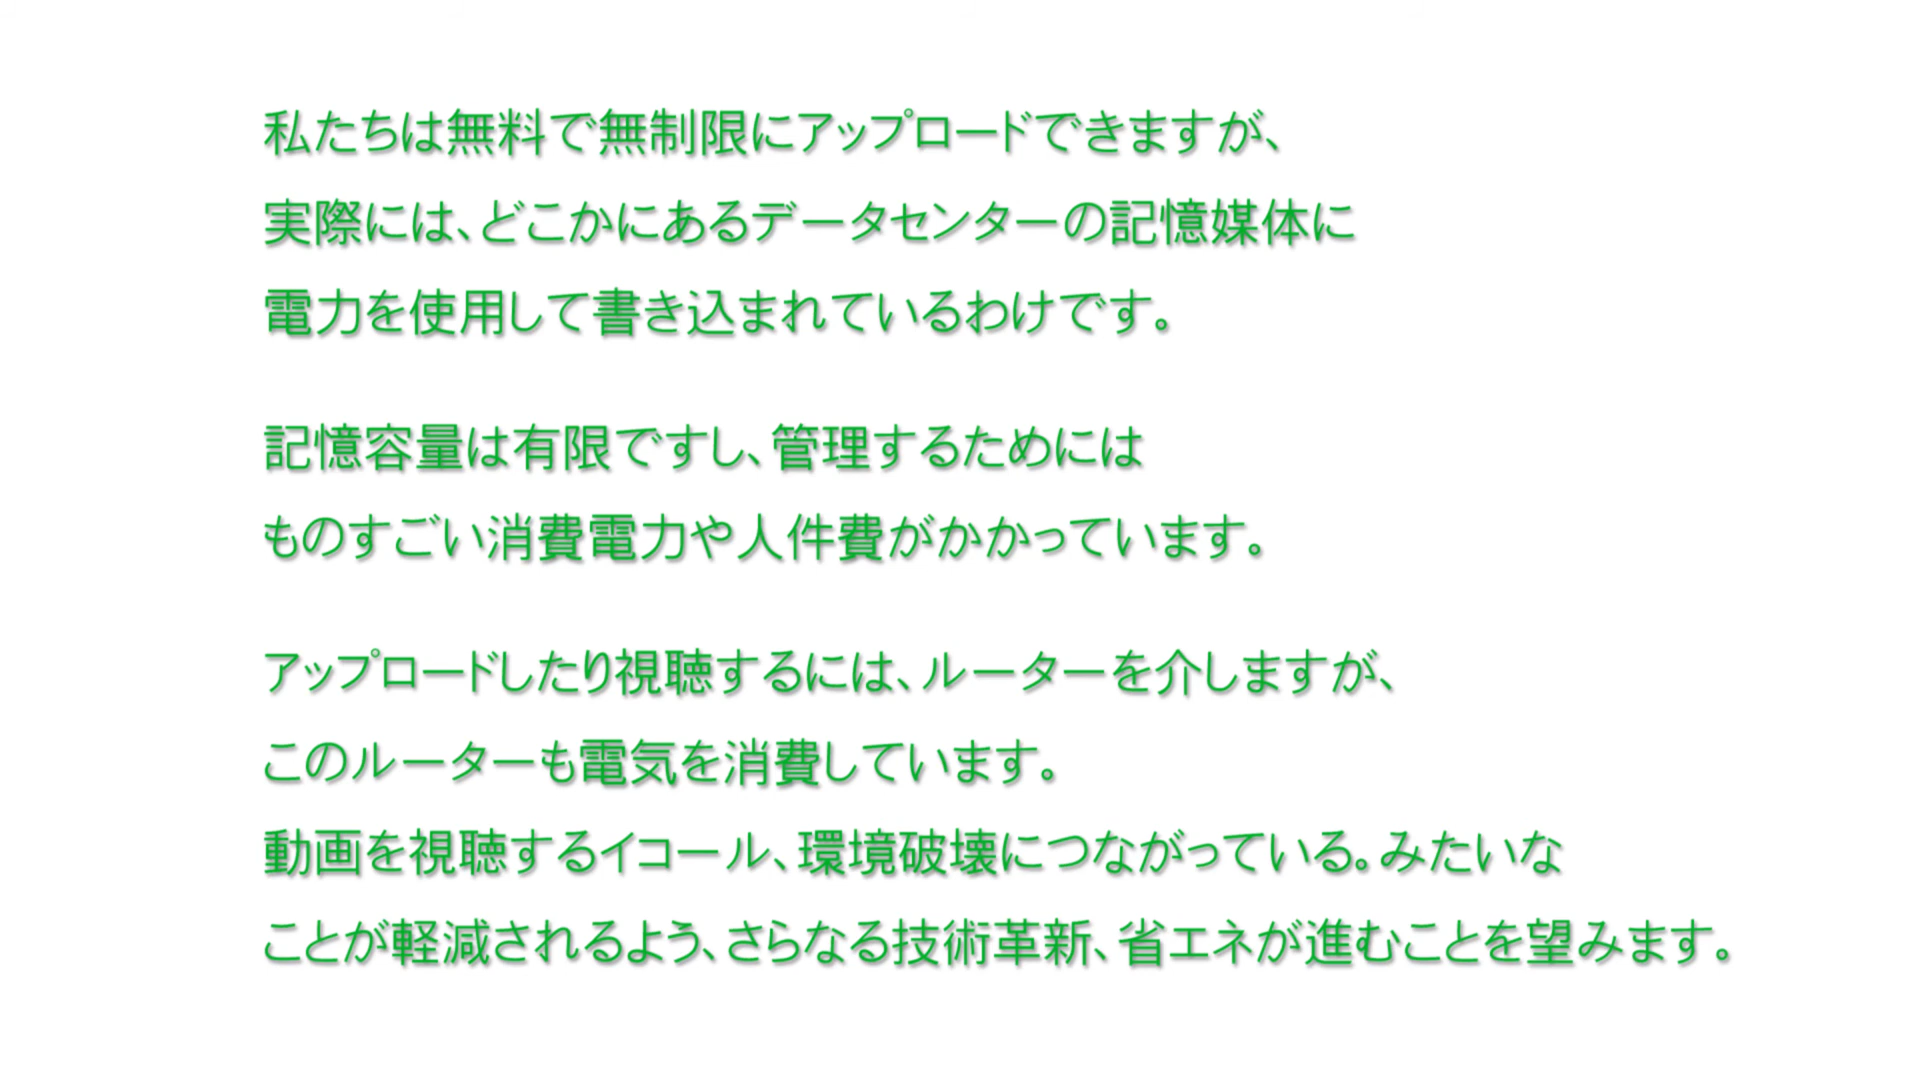 私たちは無料で無制限にアップロードできますが、
実際には、どこかにあるデータセンターの記憶媒体に
電力を使用して書き込まれているわけです。
記憶容量は有限ですし、管理するためには
ものすごい消費電力や人件費がかかっています。
アップロードしたり視聴するには、ルーターを介しますが、
このルーターも電気を消費しています。
動画を視聴するイコール、環境破壊につながっている。みたいな
ことが軽減されるよう、さらなる技術革新、省エネが進むことを望みます。